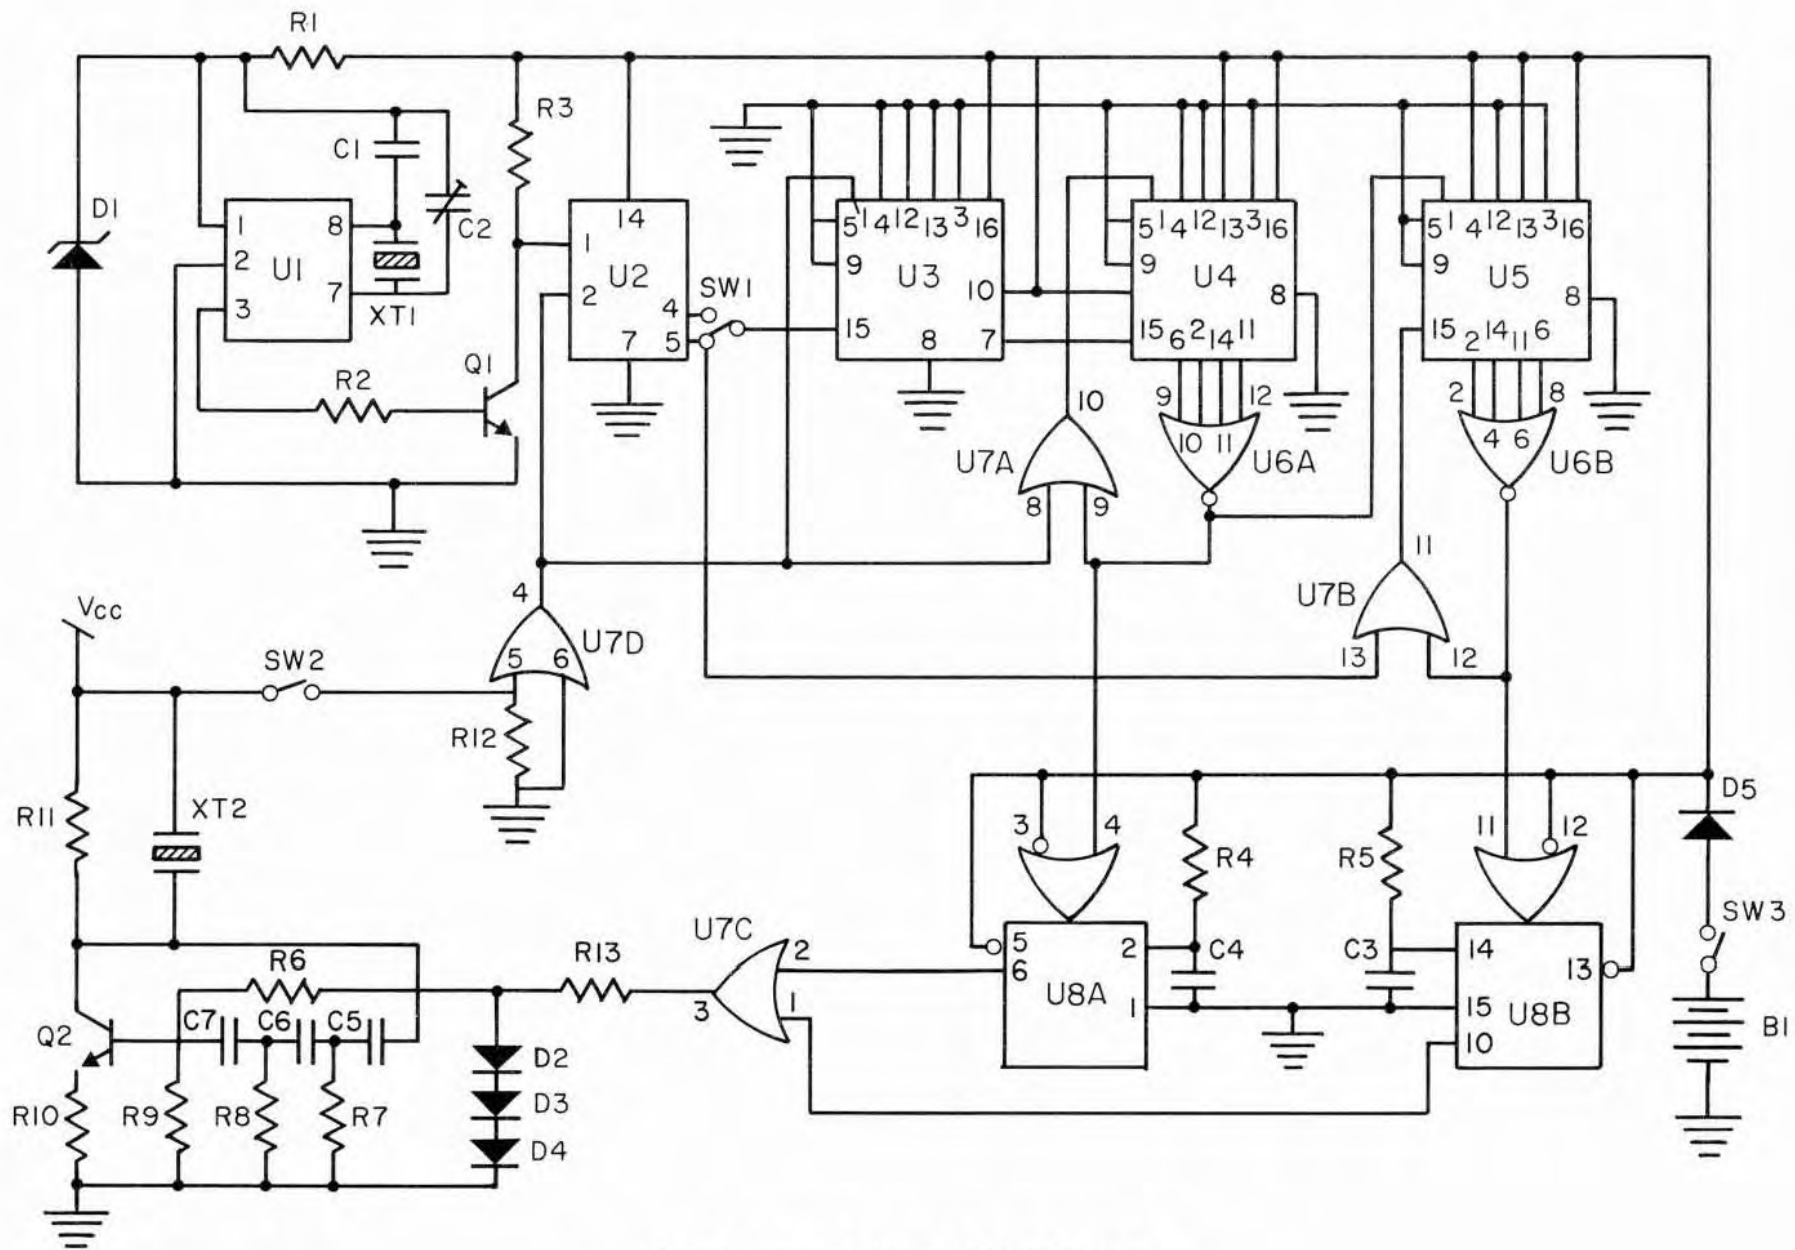 R1
R3
C1
C2
D1
1
8
2
U1
7
3
XT1
Q1
R2
14
1
U2
2
4
5
7
SW1
5
1
4
12
13
3
16
9
U3
10
15
8
7
5
1
4
12
13
3
16
9
U4
8
15
6
2
14
11
5
1
4
12
13
3
16
9
U5
8
15
2
14
11
6
9
12
10
11
U6A
2
8
4
6
U6B
10
U7A
8
9
11
U7B
13
12
Vcc
SW2
4
U7D
5
6
R12
R11
XT2
3
4
R4
R5
11
12
D5
SW3
B1
U7C
2
1
3
R13
5
6
2
U8A
1
C4
C3
14
13
15
U8B
10
R6
C7
C6
C5
Q2
D2
D3
D4
R10
R9
R8
R7